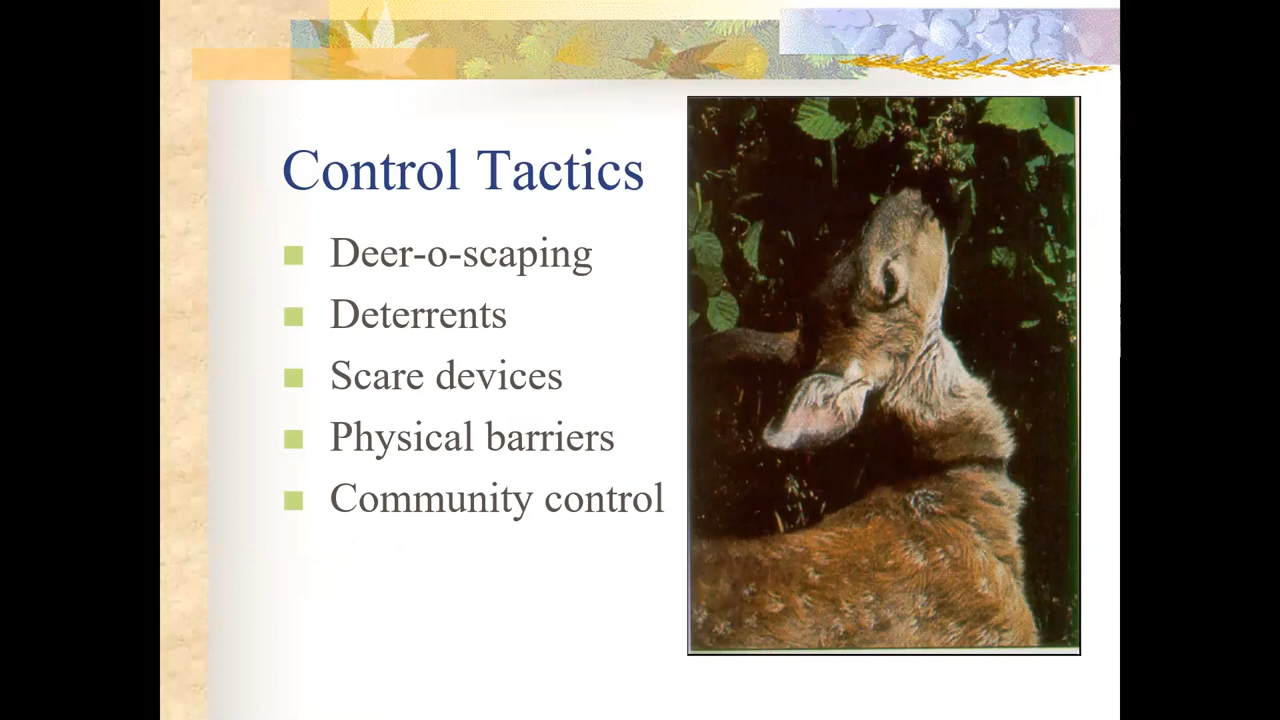 Control Tactics
Deer-o-scaping
Deterrents
Scare devices
Physical barriers
Community control